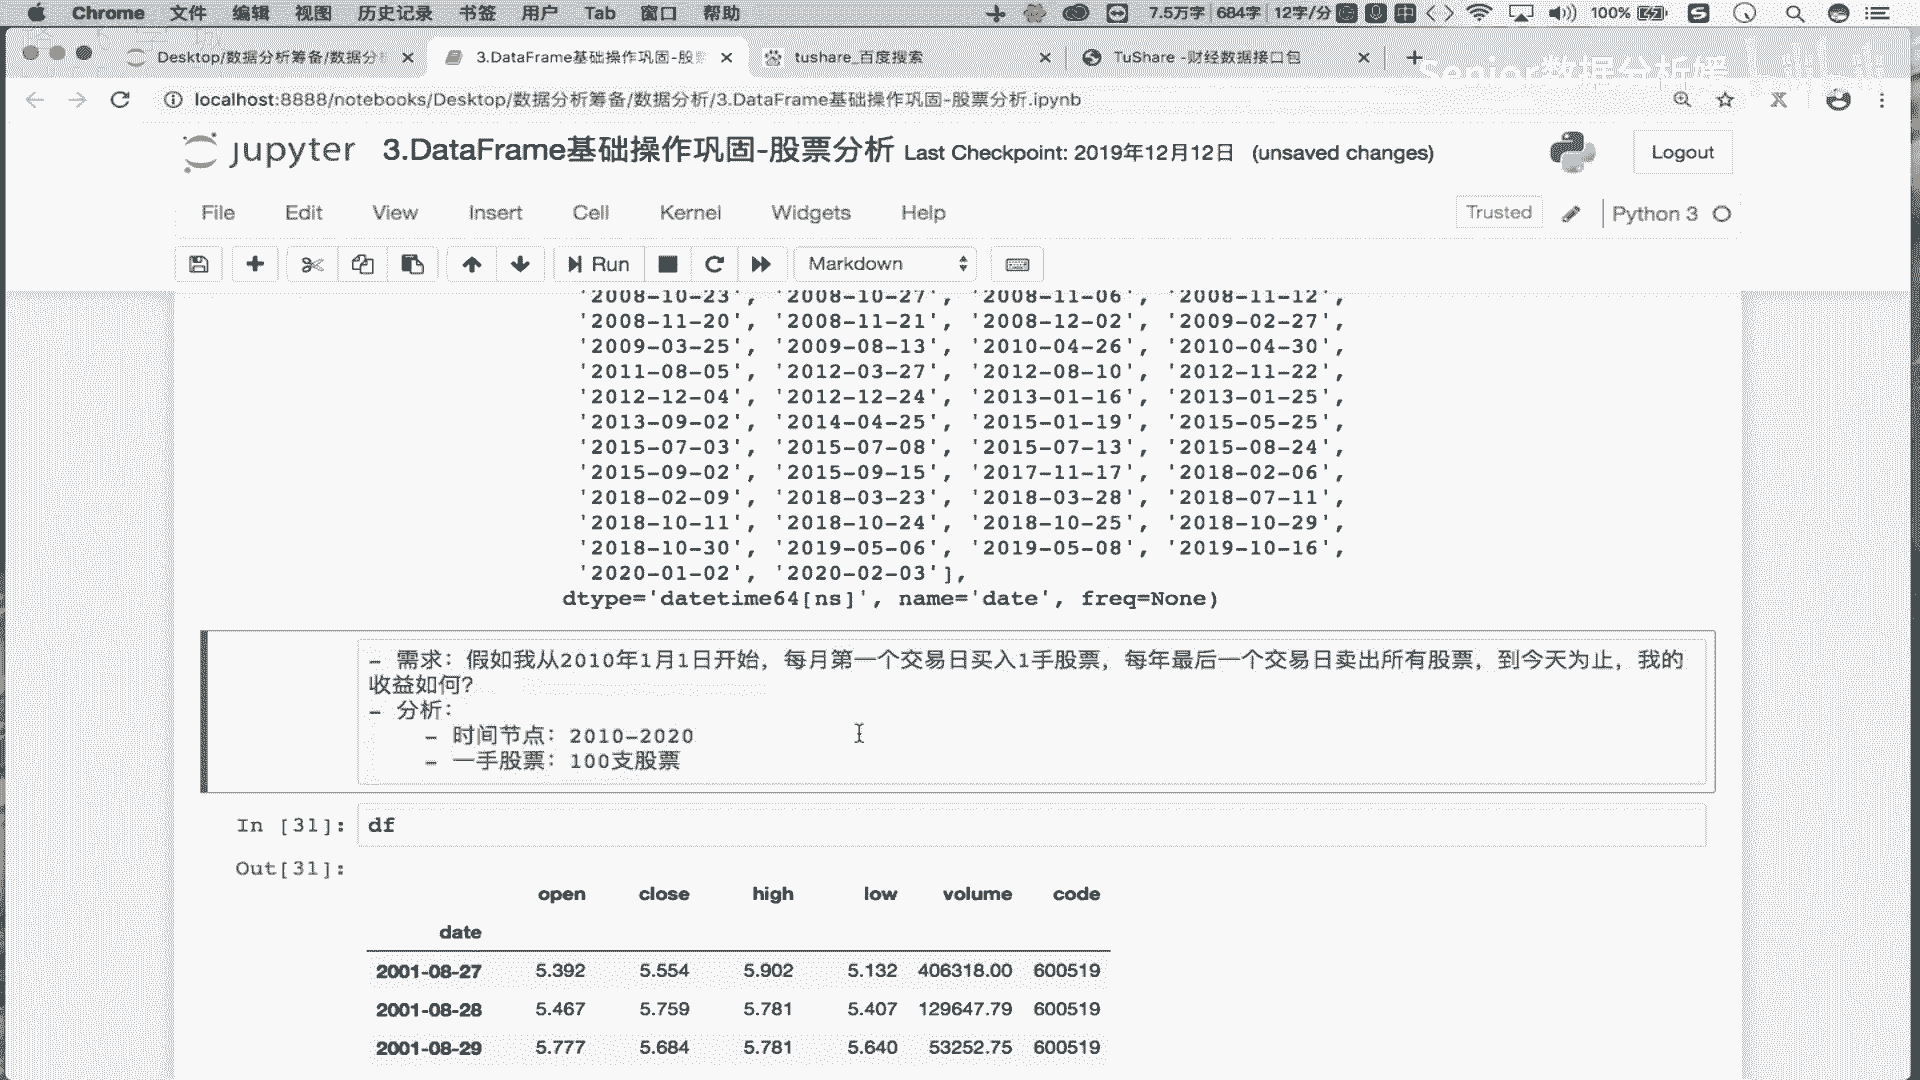 Chrome 文件 编辑 视图 历史记录 书签 用户 Tab 窗口 帮助 7.5万字 684字 12字/分 100%
Desktop/数据分析筹备/数据分 3.DataFrame基础操作巩固-股 tushare_百度搜索 TuShare -财经数据接口包
Senior数据分析媛
localhost:8888/notebooks/Desktop/数据分析筹备/数据分析/3.DataFrame基础操作巩固-股票分析.ipynb
jupyter 3.DataFrame基础操作巩固-股票分析 Last Checkpoint: 2019年12月12日 (unsaved changes) Logout
File Edit View Insert Cell Kernel Widgets Help Trusted Python 3
Run Markdown
'2008-10-23', '2008-10-27', '2008-11-06', '2008-11-12',
'2008-11-20', '2008-11-21', '2008-12-02', '2009-02-27',
'2009-03-25', '2009-08-13', '2010-04-26', '2010-04-30',
'2011-08-05', '2012-03-27', '2012-08-10', '2012-11-22',
'2012-12-04', '2012-12-24', '2013-01-16', '2013-01-25',
'2013-09-02', '2014-04-25', '2015-01-19', '2015-05-25',
'2015-07-03', '2015-07-08', '2015-07-13', '2015-08-24',
'2015-09-02', '2015-09-15', '2017-11-17', '2018-02-06',
'2018-02-09', '2018-03-23', '2018-03-28', '2018-07-11',
'2018-10-11', '2018-10-24', '2018-10-25', '2018-10-29',
'2018-10-30', '2019-05-06', '2019-05-08', '2019-10-16',
'2020-01-02', '2020-02-03'],
dtype='datetime64[ns]', name='date', freq=None)
- 需求：假如我从2010年1月1日开始，每月第一个交易日买入1手股票，每年最后一个交易日卖出所有股票，到今天为止，我的
收益如何？
- 分析：
- 时间节点：2010-2020
- 一手股票：100支股票
In [31]: df
Out[31]:
open close high low volume code
date
2001-08-27 5.392 5.554 5.902 5.132 406318.00 600519
2001-08-28 5.467 5.759 5.781 5.407 129647.79 600519
2001-08-29 5.777 5.684 5.781 5.640 53252.75 600519